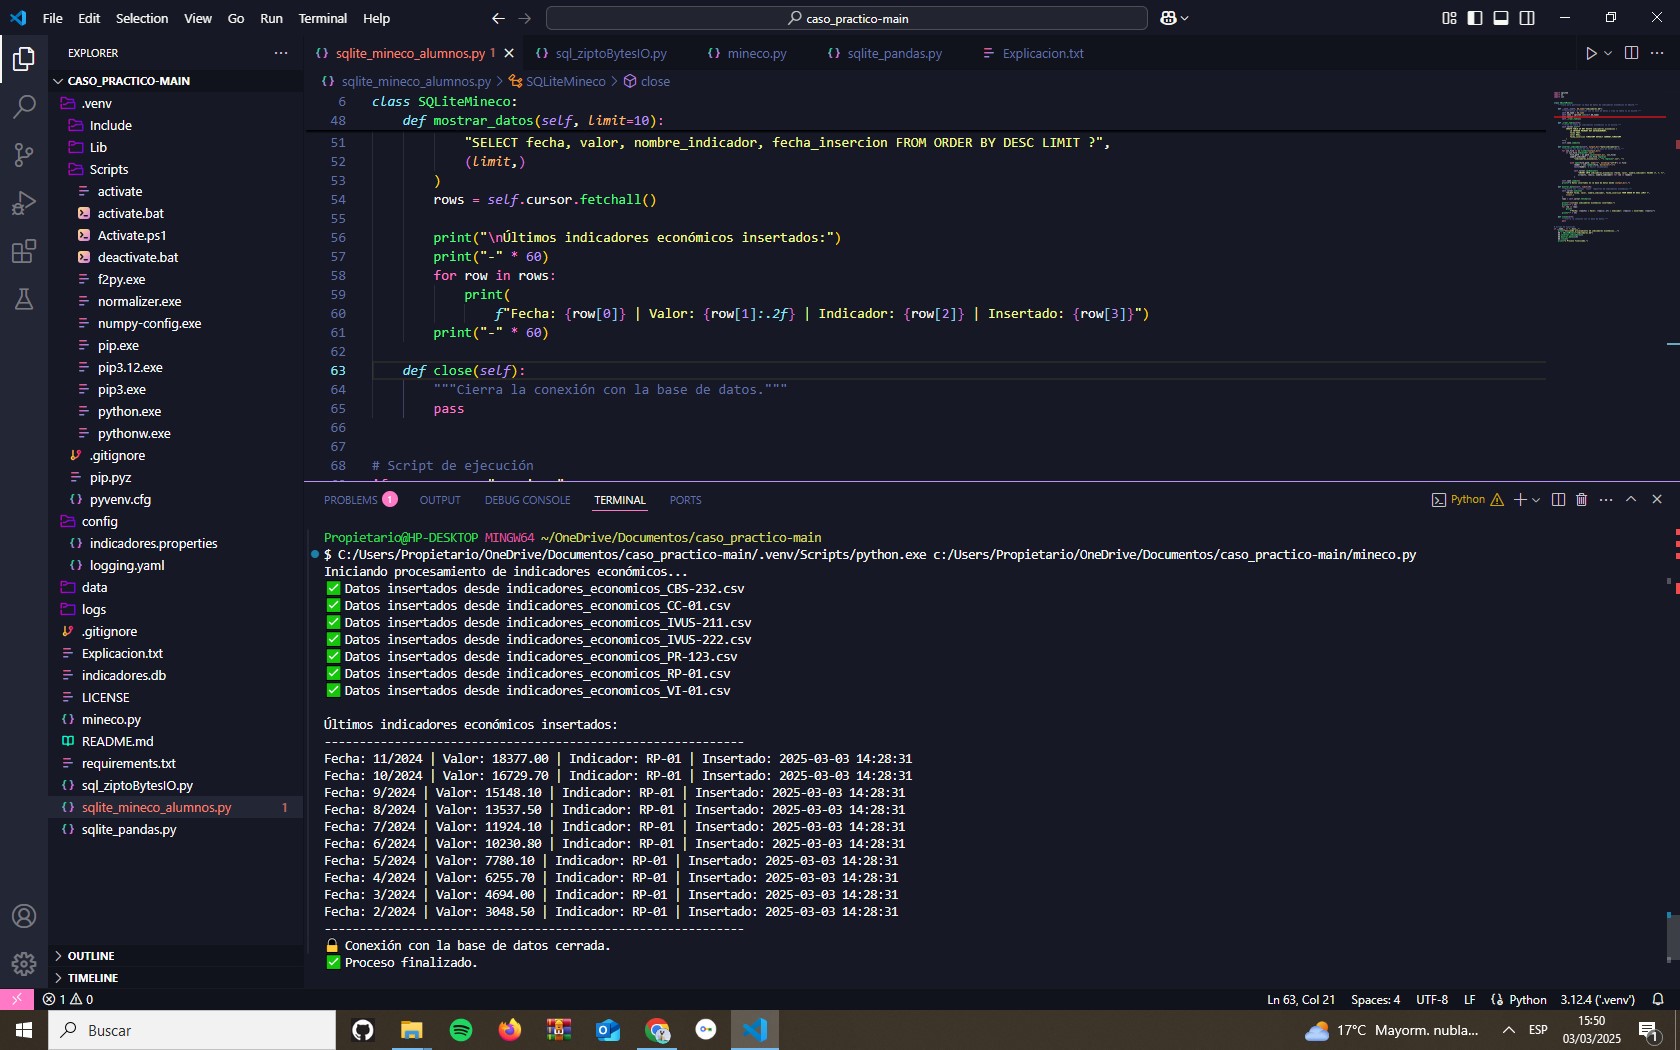 File Edit Selection View Go Run Terminal Help
caso_practico-main
EXPLORER
sqlite_mineco_alumnos.py 1
sql_ziptoBytesIO.py
mineco.py
sqlite_pandas.py
Explicacion.txt
CASO_PRACTICO-MAIN
.venv
Include
Lib
Scripts
activate
activate.bat
Activate.ps1
deactivate.bat
f2py.exe
normalizer.exe
numpy-config.exe
pip.exe
pip3.12.exe
pip3.exe
python.exe
pythonw.exe
.gitignore
pip.pyz
pyvenv.cfg
config
indicadores.properties
logging.yaml
data
logs
.gitignore
Explicacion.txt
indicadores.db
LICENSE
mineco.py
README.md
requirements.txt
sql_ziptoBytesIO.py
sqlite_mineco_alumnos.py 1
sqlite_pandas.py
OUTLINE
TIMELINE
sqlite_mineco_alumnos.py > SQLiteMineco > close
6 class SQLiteMineco:
48 def mostrar_datos(self, limit=10):
51 "SELECT fecha, valor, nombre_indicador, fecha_insercion FROM ORDER BY DESC LIMIT ?",
52 (limit,)
53 )
54 rows = self.cursor.fetchall()
55
56 print("\nÚltimos indicadores económicos insertados:")
57 print("-" * 60)
58 for row in rows:
59 print(
60 f"Fecha: {row[0]} | Valor: {row[1]:.2f} | Indicador: {row[2]} | Insertado: {row[3]}")
61 print("-" * 60)
62
63 def close(self):
64 """Cierra la conexión con la base de datos."""
65 pass
66
67
68 # Script de ejecución
PROBLEMS 1 OUTPUT DEBUG CONSOLE TERMINAL PORTS
Python
Propietario@HP-DESKTOP MINGW64 ~/OneDrive/Documentos/caso_practico-main
$ C:/Users/Propietario/OneDrive/Documentos/caso_practico-main/.venv/Scripts/python.exe c:/Users/Propietario/OneDrive/Documentos/caso_practico-main/mineco.py
Iniciando procesamiento de indicadores económicos...
✅ Datos insertados desde indicadores_economicos_CBS-232.csv
✅ Datos insertados desde indicadores_economicos_CC-01.csv
✅ Datos insertados desde indicadores_economicos_IVUS-211.csv
✅ Datos insertados desde indicadores_economicos_IVUS-222.csv
✅ Datos insertados desde indicadores_economicos_PR-123.csv
✅ Datos insertados desde indicadores_economicos_RP-01.csv
✅ Datos insertados desde indicadores_economicos_VI-01.csv
Últimos indicadores económicos insertados:
------------------------------------------------------------
Fecha: 11/2024 | Valor: 18377.00 | Indicador: RP-01 | Insertado: 2025-03-03 14:28:31
Fecha: 10/2024 | Valor: 16729.70 | Indicador: RP-01 | Insertado: 2025-03-03 14:28:31
Fecha: 9/2024 | Valor: 15148.10 | Indicador: RP-01 | Insertado: 2025-03-03 14:28:31
Fecha: 8/2024 | Valor: 13537.50 | Indicador: RP-01 | Insertado: 2025-03-03 14:28:31
Fecha: 7/2024 | Valor: 11924.10 | Indicador: RP-01 | Insertado: 2025-03-03 14:28:31
Fecha: 6/2024 | Valor: 10230.80 | Indicador: RP-01 | Insertado: 2025-03-03 14:28:31
Fecha: 5/2024 | Valor: 7780.10 | Indicador: RP-01 | Insertado: 2025-03-03 14:28:31
Fecha: 4/2024 | Valor: 6255.70 | Indicador: RP-01 | Insertado: 2025-03-03 14:28:31
Fecha: 3/2024 | Valor: 4694.00 | Indicador: RP-01 | Insertado: 2025-03-03 14:28:31
Fecha: 2/2024 | Valor: 3048.50 | Indicador: RP-01 | Insertado: 2025-03-03 14:28:31
------------------------------------------------------------
🔒 Conexión con la base de datos cerrada.
✅ Proceso finalizado.
1 0
Ln 63, Col 21 Spaces: 4 UTF-8 LF Python 3.12.4 ('.venv')
Buscar
17°C Mayorm. nubla...
ESP
15:50
03/03/2025
1